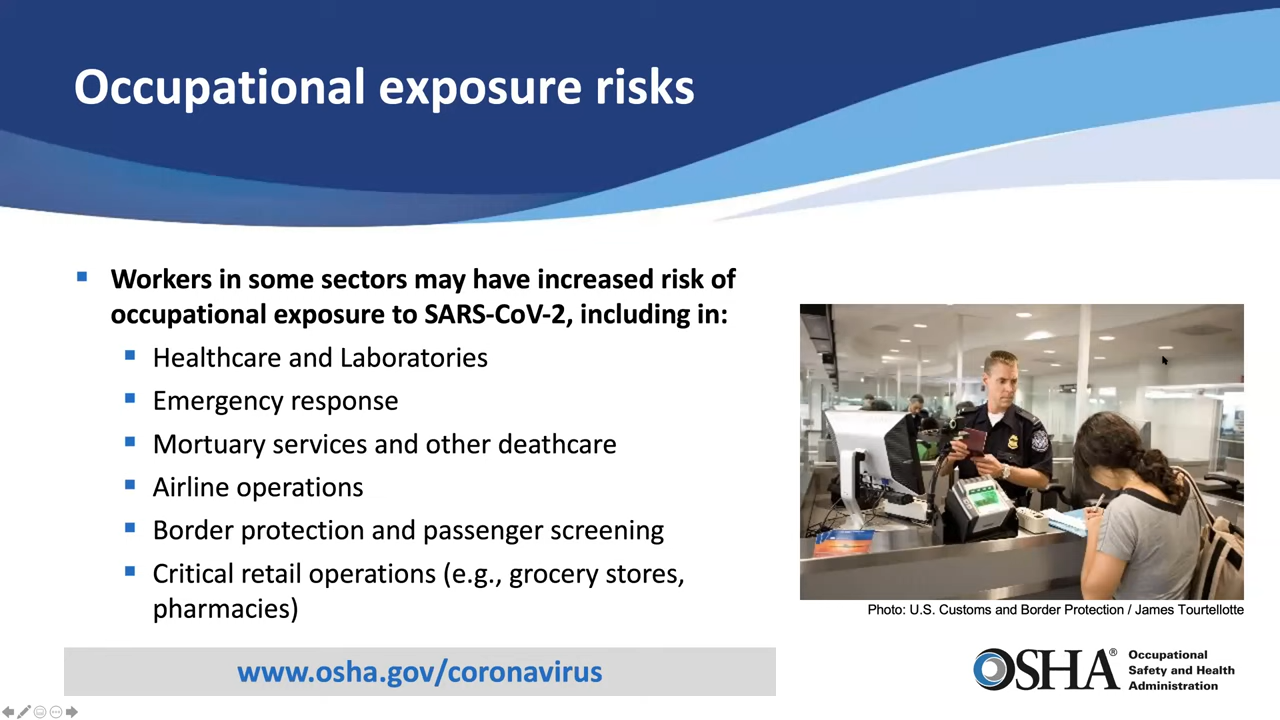 Occupational exposure risks
Workers in some sectors may have increased risk of
occupational exposure to SARS-CoV-2, including in:
Healthcare and Laboratories
Emergency response
Mortuary services and other deathcare
Airline operations
Border protection and passenger screening
Critical retail operations (e.g., grocery stores,
pharmacies)
Photo: U.S. Customs and Border Protection / James Tourtellotte
www.osha.gov/coronavirus
OSHA®
Occupational
Safety and Health
Administration